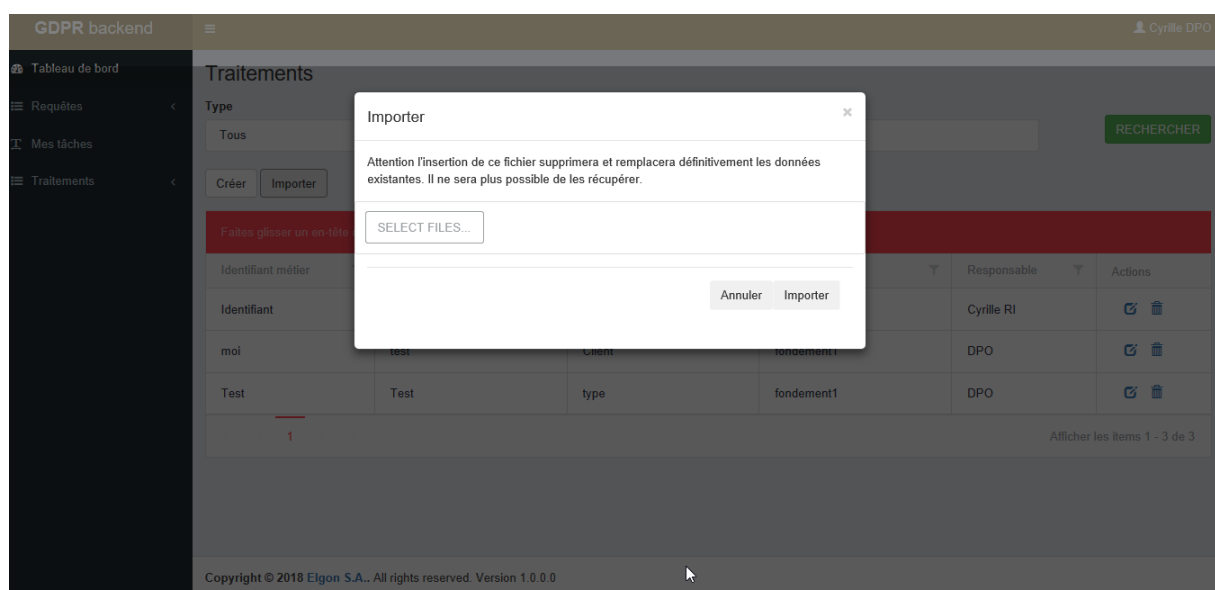 GDPR backend
Cyrille DPO
Tableau de bord
Requêtes
Mes tâches
Traitements
Traitements
Type
Tous
RECHERCHER
Créer Importer
Importer
×
Attention l'insertion de ce fichier supprimera et remplacera définitivement les données
existantes. Il ne sera plus possible de les récupérer.
SELECT FILES...
Annuler Importer
Faites glisser un en-tête
Identifiant métier Responsable Actions
Identifiant Cyrille RI
moi test Client fondement1 DPO
Test Test type fondement1 DPO
1 Afficher les items 1 - 3 de 3
Copyright © 2018 Elgon S.A.. All rights reserved. Version 1.0.0.0